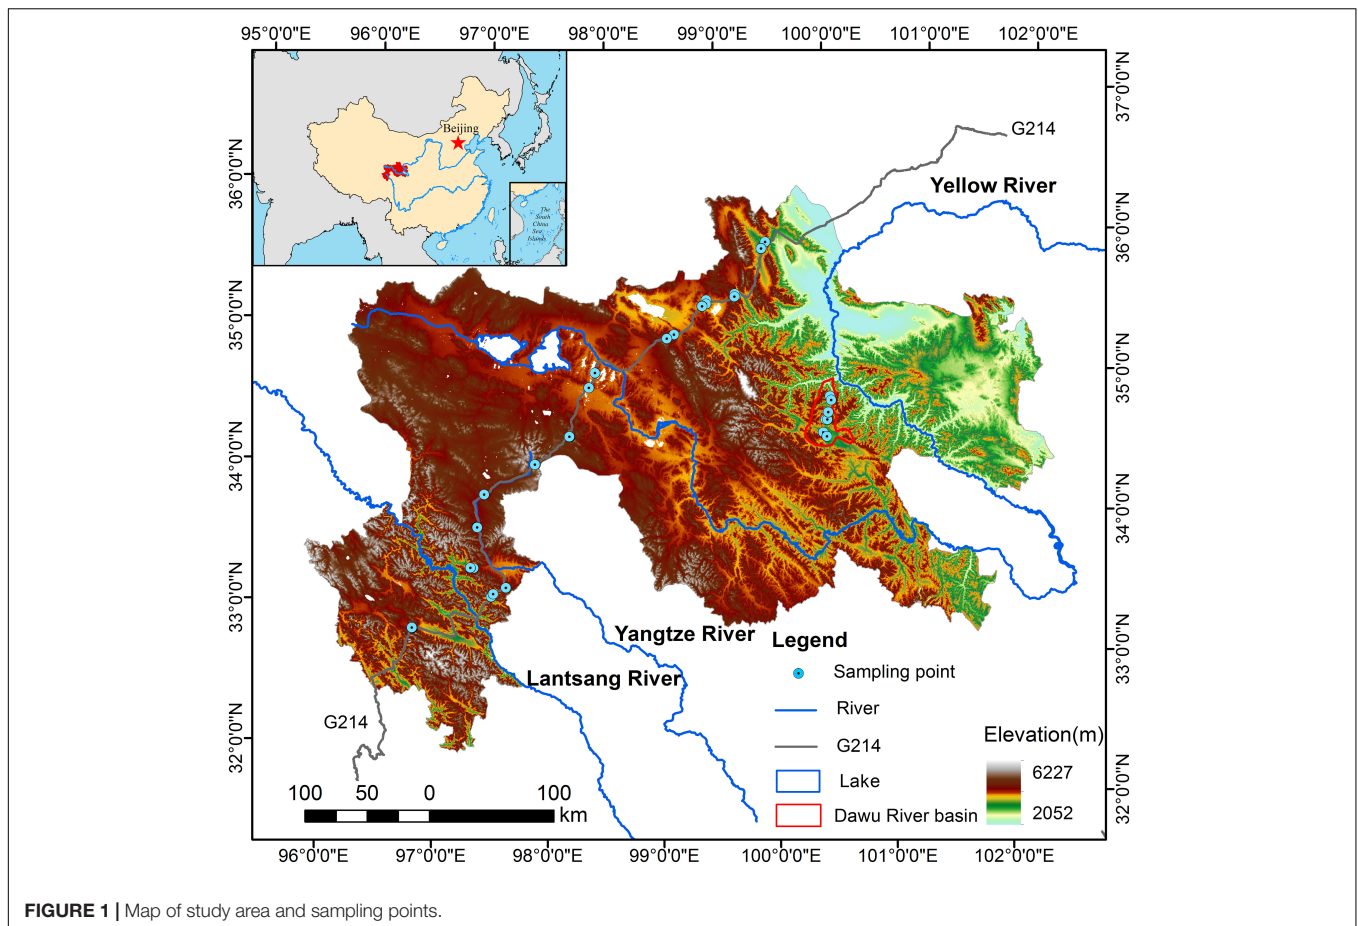 95°0'0"E 96°0'0"E 97°0'0"E 98°0'0"E 99°0'0"E 100°0'0"E 101°0'0"E 102°0'0"E
37°0'0"N
36°0'0"N
35°0'0"N
34°0'0"N
33°0'0"N
32°0'0"N
36°0'0"N
35°0'0"N
34°0'0"N
33°0'0"N
32°0'0"N
Beijing
The
South
China
Sea
Islands
G214
Yellow River
Yangtze River
Lantsang River
G214
Legend
Sampling point
River
G214
Lake
Dawu River basin
Elevation(m)
6227
2052
100 50 0 100
km
96°0'0"E 97°0'0"E 98°0'0"E 99°0'0"E 100°0'0"E 101°0'0"E 102°0'0"E
FIGURE 1 | Map of study area and sampling points.